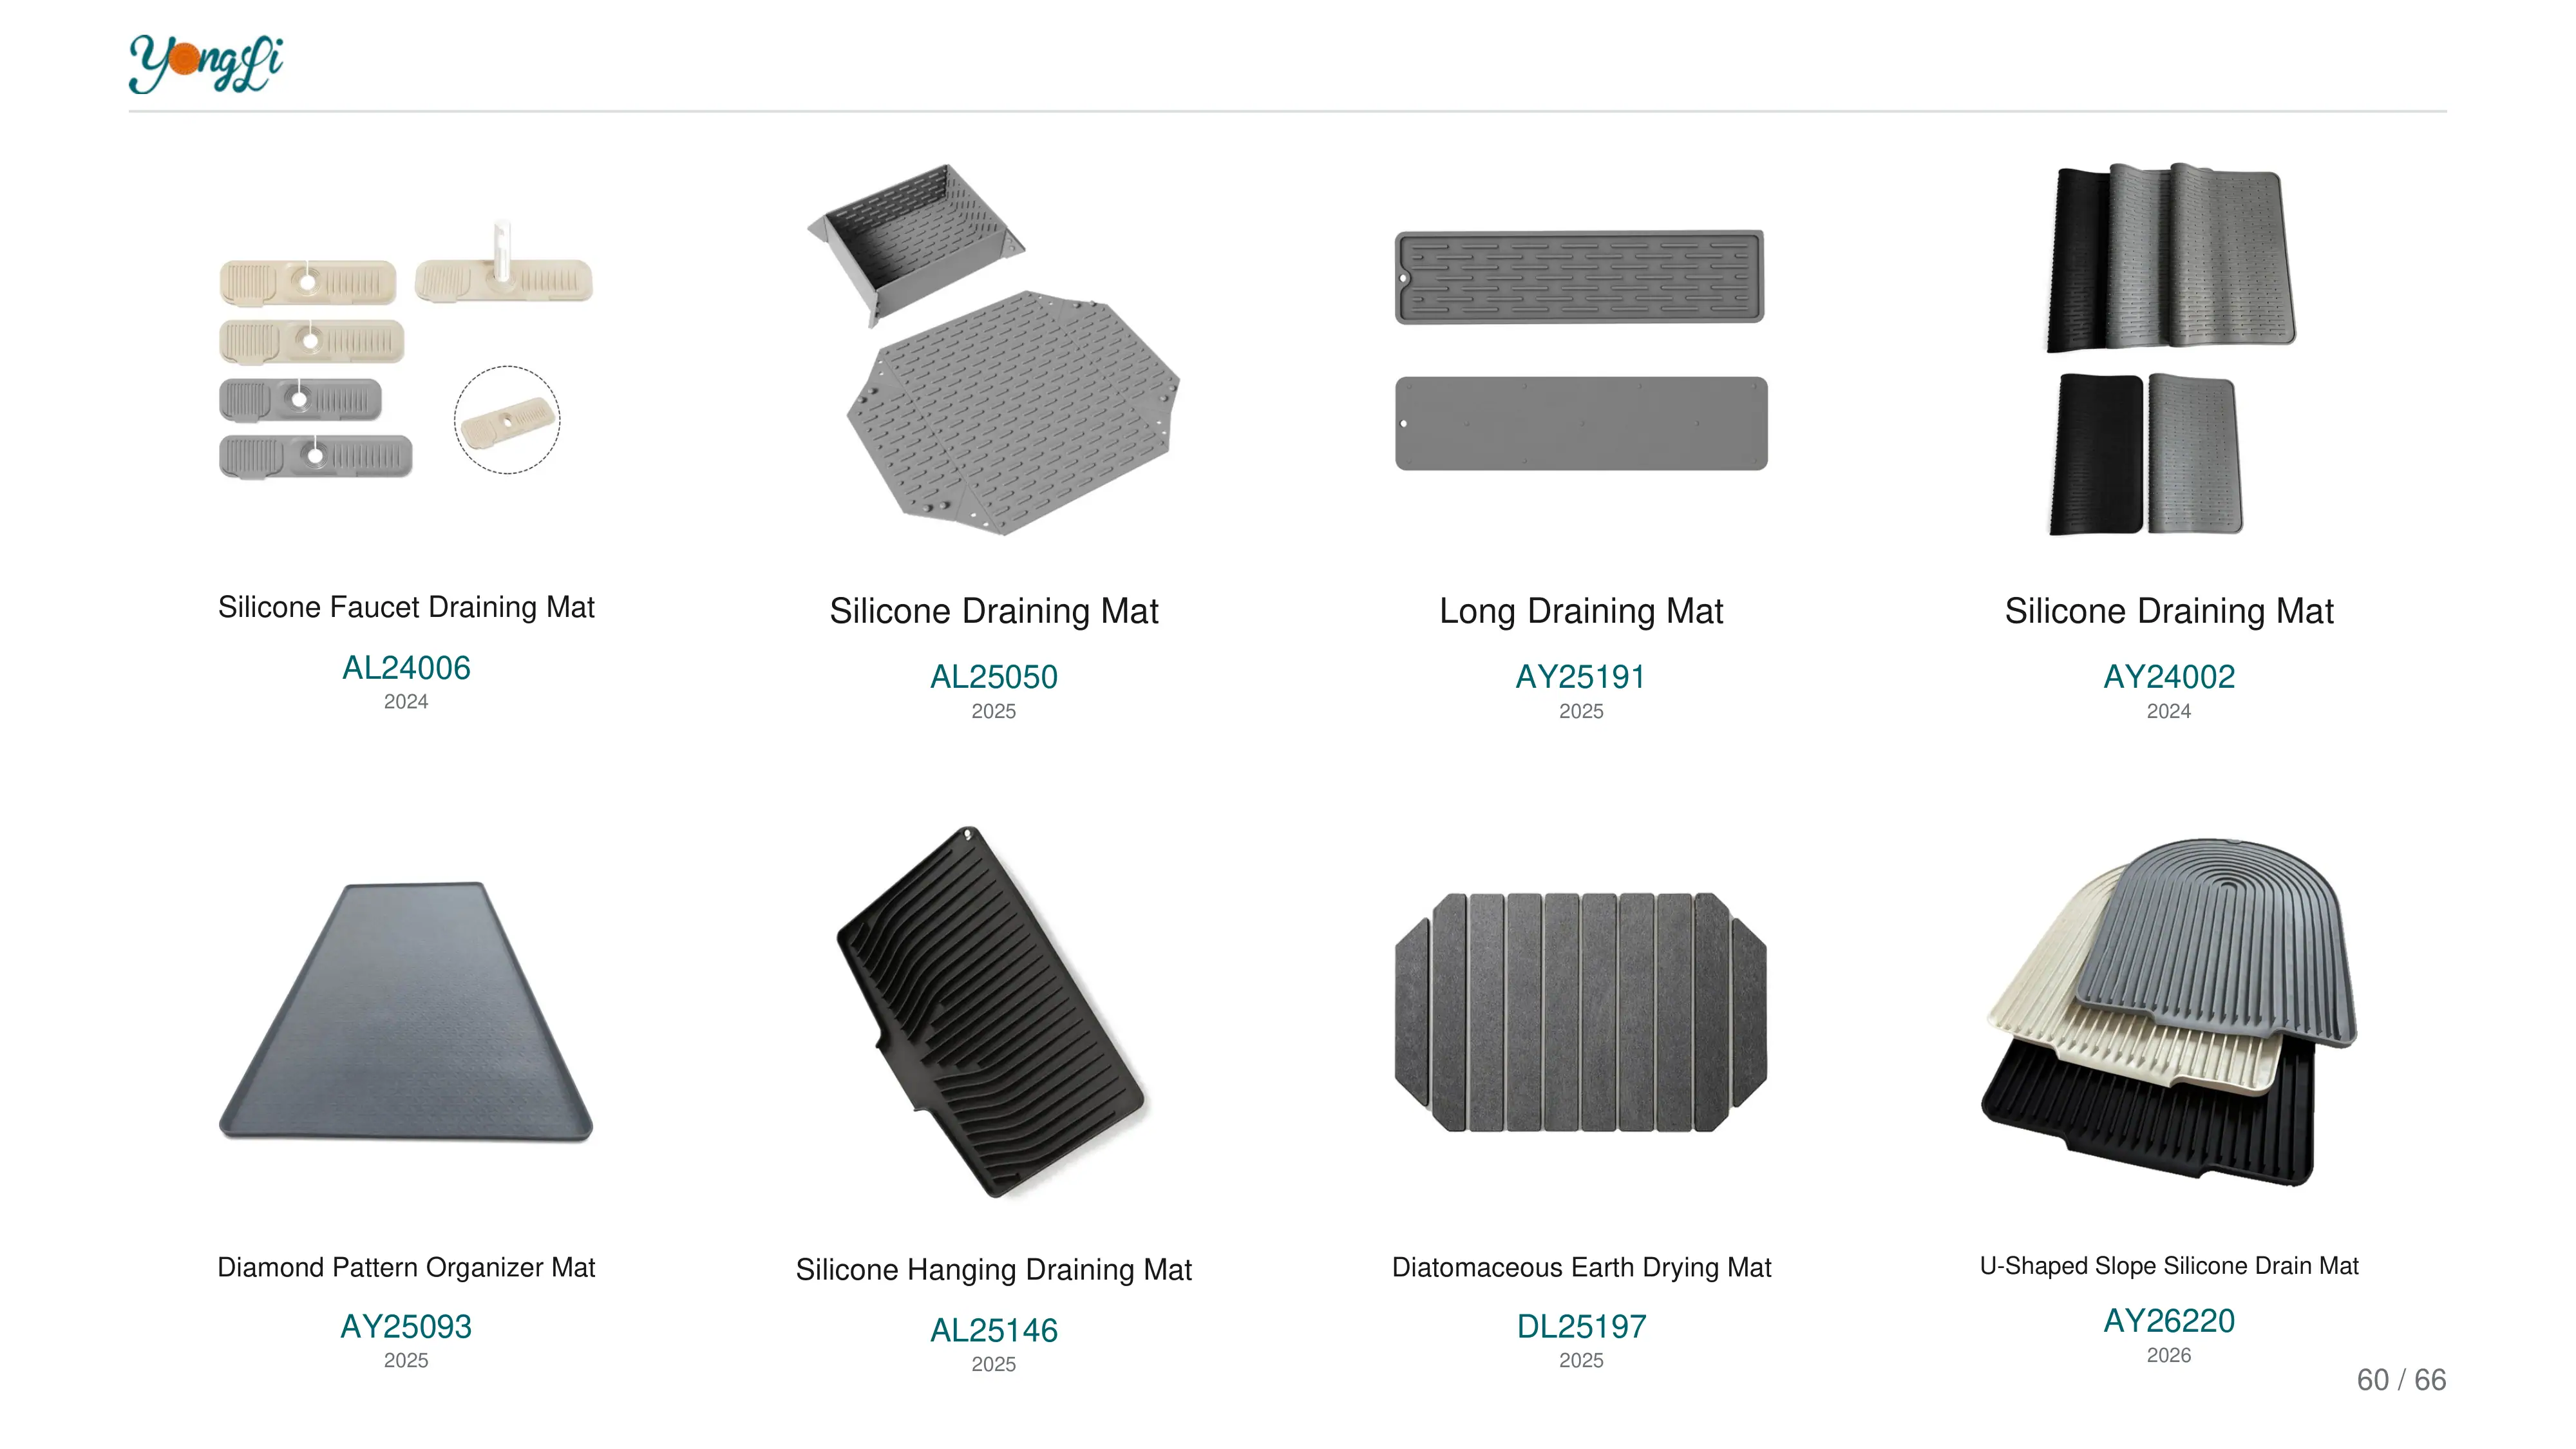 YongLi
Silicone Faucet Draining Mat
AL24006
2024
Silicone Draining Mat
AL25050
2025
Long Draining Mat
AY25191
2025
Silicone Draining Mat
AY24002
2024
Diamond Pattern Organizer Mat
AY25093
2025
Silicone Hanging Draining Mat
AL25146
2025
Diatomaceous Earth Drying Mat
DL25197
2025
U-Shaped Slope Silicone Drain Mat
AY26220
2026
60 / 66